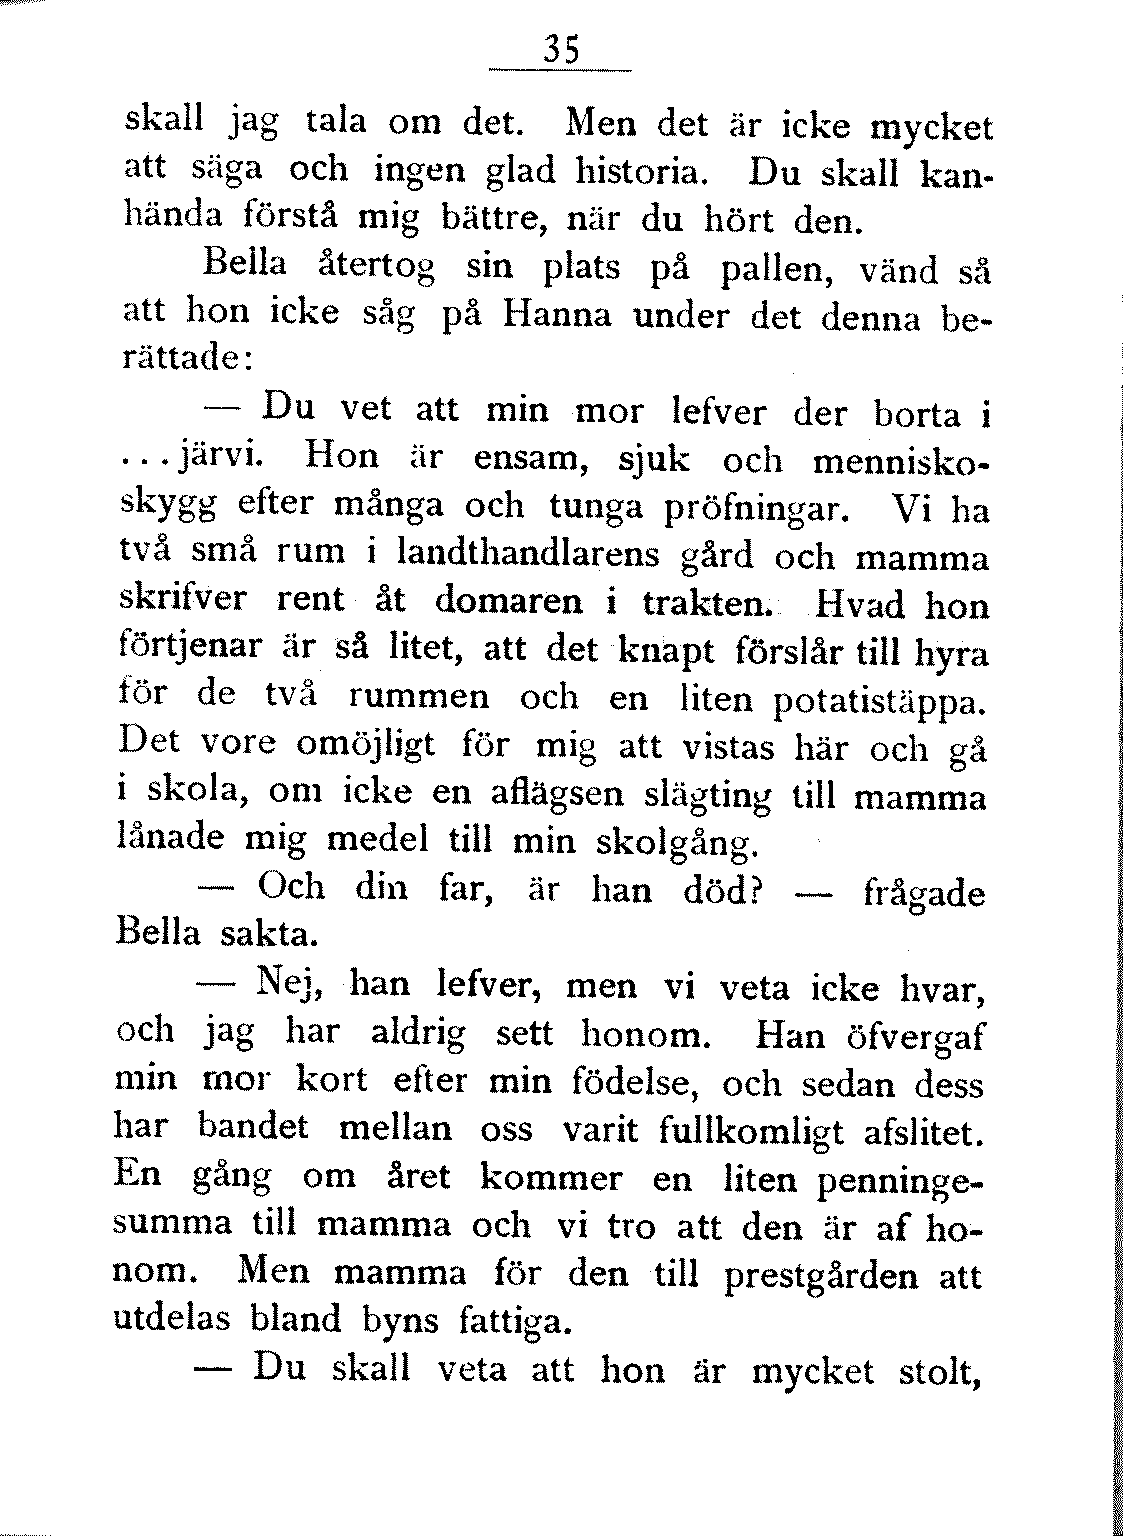 35
skall jag tala om det. Men det är icke mycket
att säga och ingen glad historia. Du skall kan-
hända förstå mig bättre, när du hört den.
Bella återtog sin plats på pallen, vänd så
att hon icke såg på Hanna under det denna be-
rättade:
— Du vet att min mor lefver der borta i
...järvi. Hon är ensam, sjuk och mennisko-
skygg efter många och tunga pröfningar. Vi ha
två små rum i landthandlarens gård och mamma
skrifver rent åt domaren i trakten. Hvad hon
förtjenar är så litet, att det knapt förslår till hyra
för de två rummen och en liten potatistäppa.
Det vore omöjligt för mig att vistas här och gå
i skola, om icke en aflägsen slägting till mamma
lånade mig medel till min skolgång.
— Och din far, är han död? — frågade
Bella sakta.
— Nej, han lefver, men vi veta icke hvar,
och jag har aldrig sett honom. Han öfvergaf
min mor kort efter min födelse, och sedan dess
har bandet mellan oss varit fullkomligt afslitet.
En gång om året kommer en liten penninge-
summa till mamma och vi tro att den är af ho-
nom. Men mamma för den till prestgården att
utdelas bland byns fattiga.
— Du skall veta att hon är mycket stolt,